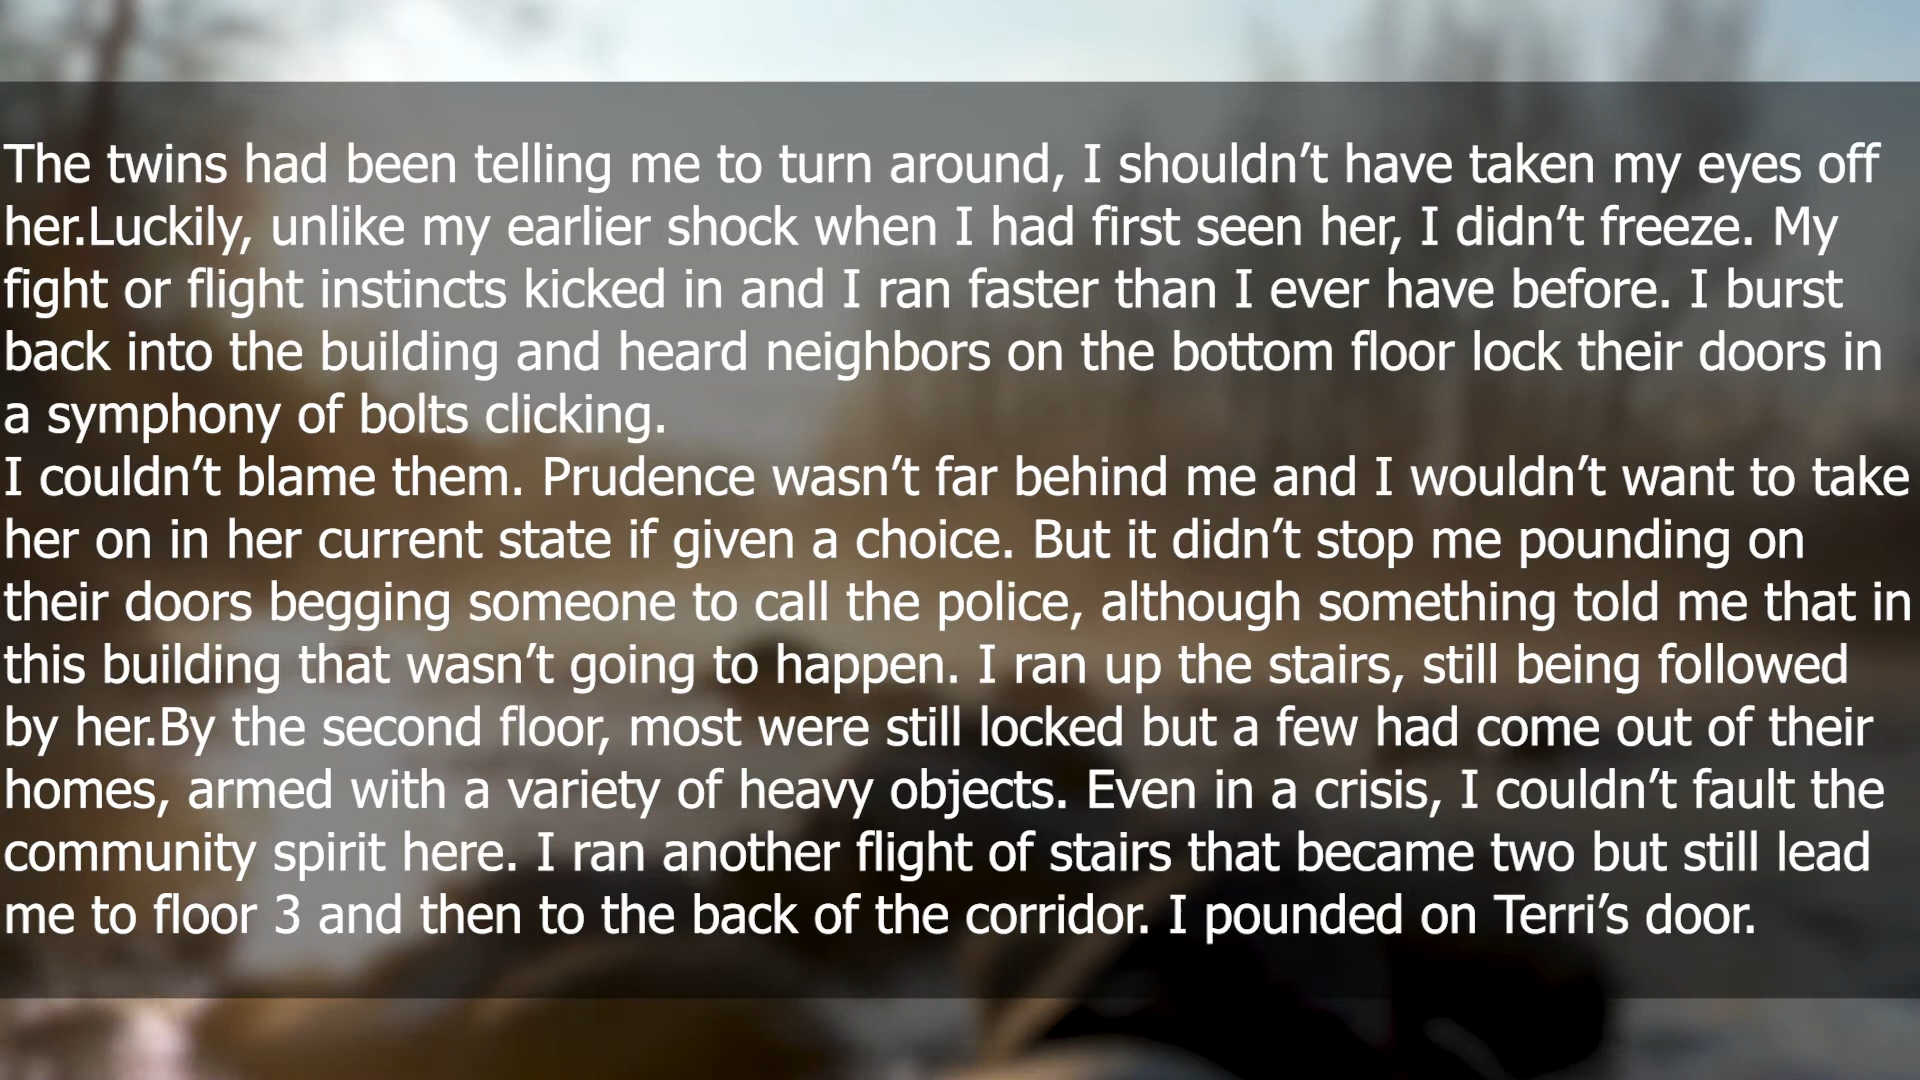 The twins had been telling me to turn around, I shouldn’t have taken my eyes off
her.Luckily, unlike my earlier shock when I had first seen her, I didn’t freeze. My
fight or flight instincts kicked in and I ran faster than I ever have before. I burst
back into the building and heard neighbors on the bottom floor lock their doors in
a symphony of bolts clicking.
I couldn’t blame them. Prudence wasn’t far behind me and I wouldn’t want to take
her on in her current state if given a choice. But it didn’t stop me pounding on
their doors begging someone to call the police, although something told me that in
this building that wasn’t going to happen. I ran up the stairs, still being followed
by her.By the second floor, most were still locked but a few had come out of their
homes, armed with a variety of heavy objects. Even in a crisis, I couldn’t fault the
community spirit here. I ran another flight of stairs that became two but still lead
me to floor 3 and then to the back of the corridor. I pounded on Terri’s door.